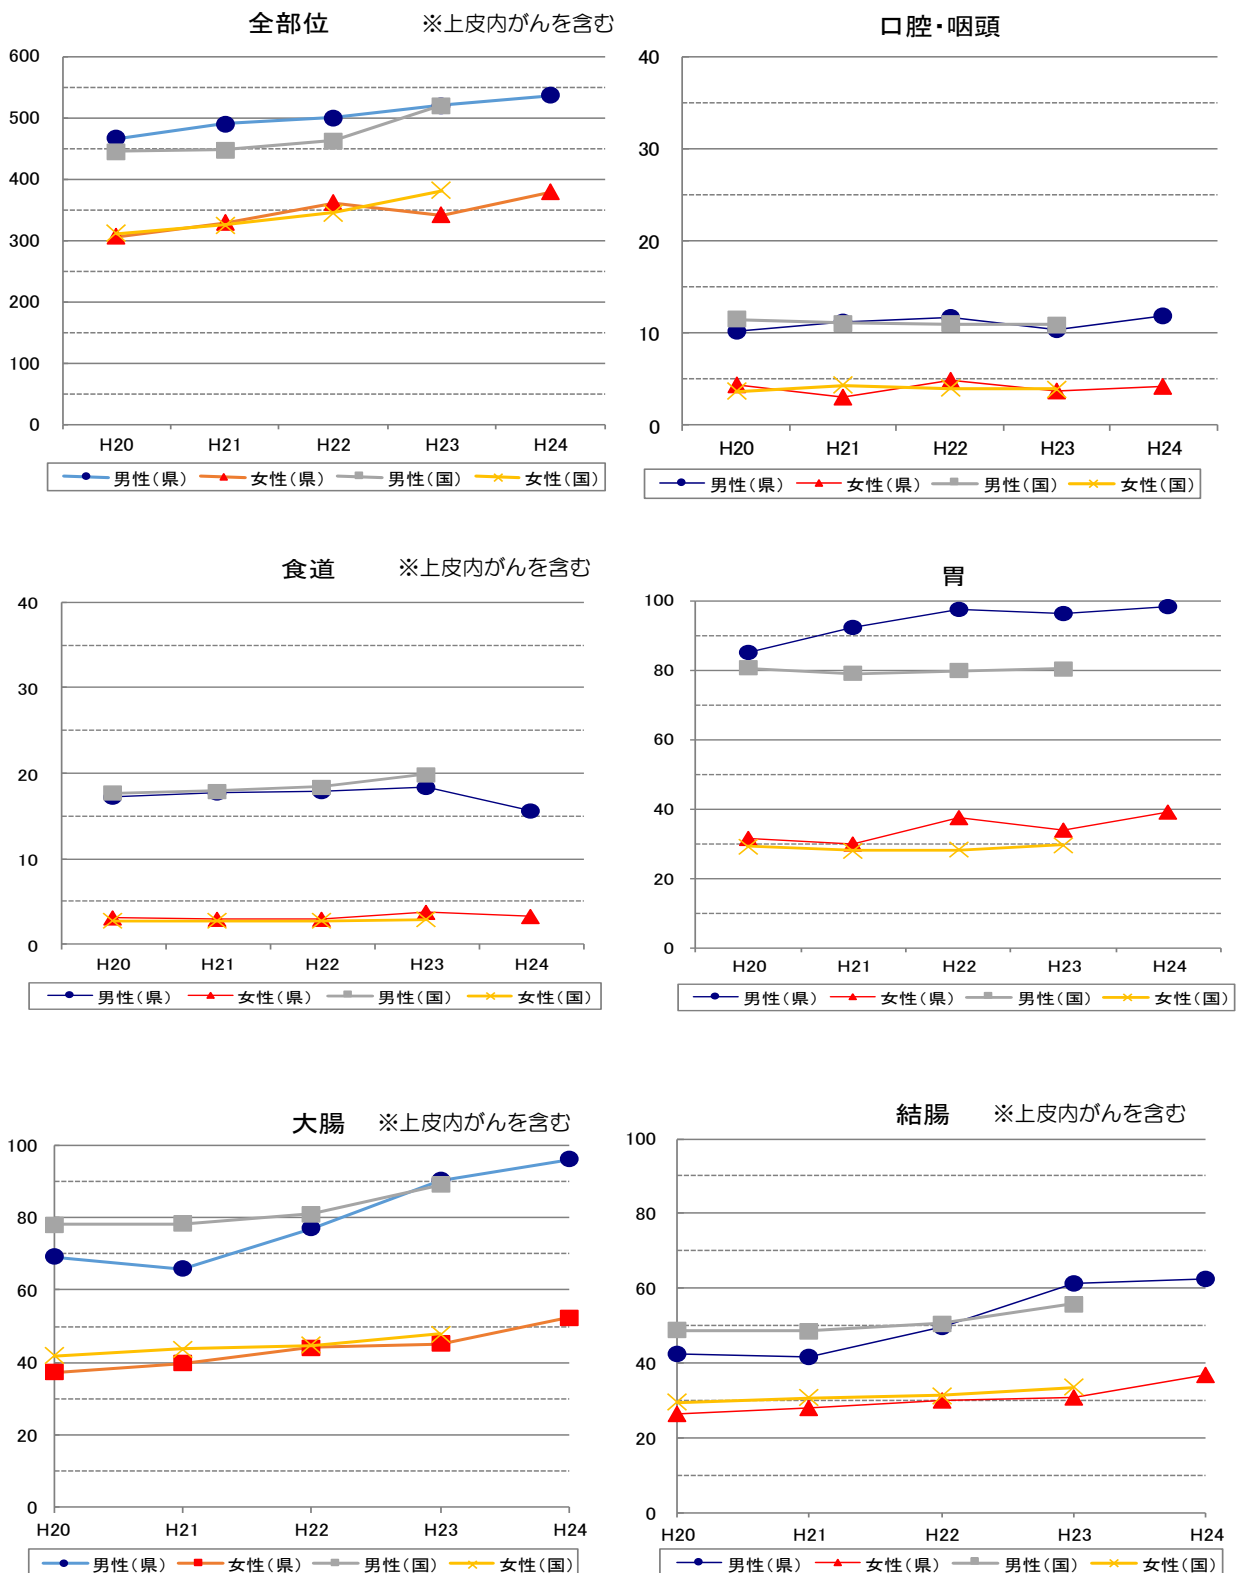 全部位 ※上皮内がんを含む
600
500
400
300
200
100
0
H20 H21 H22 H23 H24
男性(県) 女性(県) 男性(国) 女性(国)
口腔・咽頭
40
30
20
10
0
H20 H21 H22 H23 H24
男性(県) 女性(県) 男性(国) 女性(国)
食道 ※上皮内がんを含む
40
30
20
10
0
H20 H21 H22 H23 H24
男性(県) 女性(県) 男性(国) 女性(国)
胃
100
80
60
40
20
0
H20 H21 H22 H23 H24
男性(県) 女性(県) 男性(国) 女性(国)
大腸 ※上皮内がんを含む
100
80
60
40
20
0
H20 H21 H22 H23 H24
男性(県) 女性(県) 男性(国) 女性(国)
結腸 ※上皮内がんを含む
100
80
60
40
20
0
H20 H21 H22 H23 H24
男性(県) 女性(県) 男性(国) 女性(国)